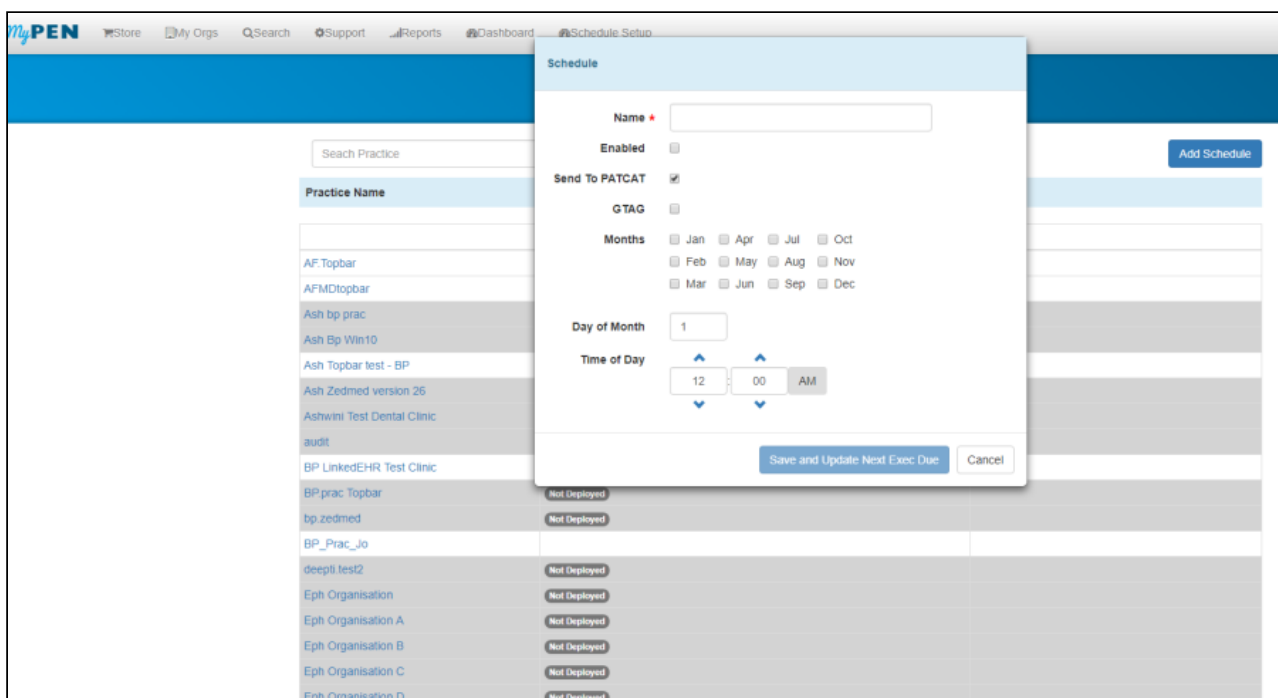 MyPEN Store My Orgs Search Support Reports Dashboard Schedule Setup
Schedule
Name *
Enabled
Send To PATCAT
GTAG
Months Jan Apr Jul Oct
Feb May Aug Nov
Mar Jun Sep Dec
Day of Month 1
Time of Day
12 : 00 AM
Save and Update Next Exec Due Cancel
Seach Practice
Add Schedule
Practice Name
AF.Topbar
AFMDtopbar
Ash bp prac
Ash Bp Win10
Ash Topbar test - BP
Ash Zedmed version 26
Ashwini Test Dental Clinic
audit
BP LinkedEHR Test Clinic
BP.prac Topbar Not Deployed
bp.zedmed Not Deployed
BP_Prac_Jo
deepti.test2 Not Deployed
Eph Organisation Not Deployed
Eph Organisation A Not Deployed
Eph Organisation B Not Deployed
Eph Organisation C Not Deployed
Eph Organisation D Not Deployed